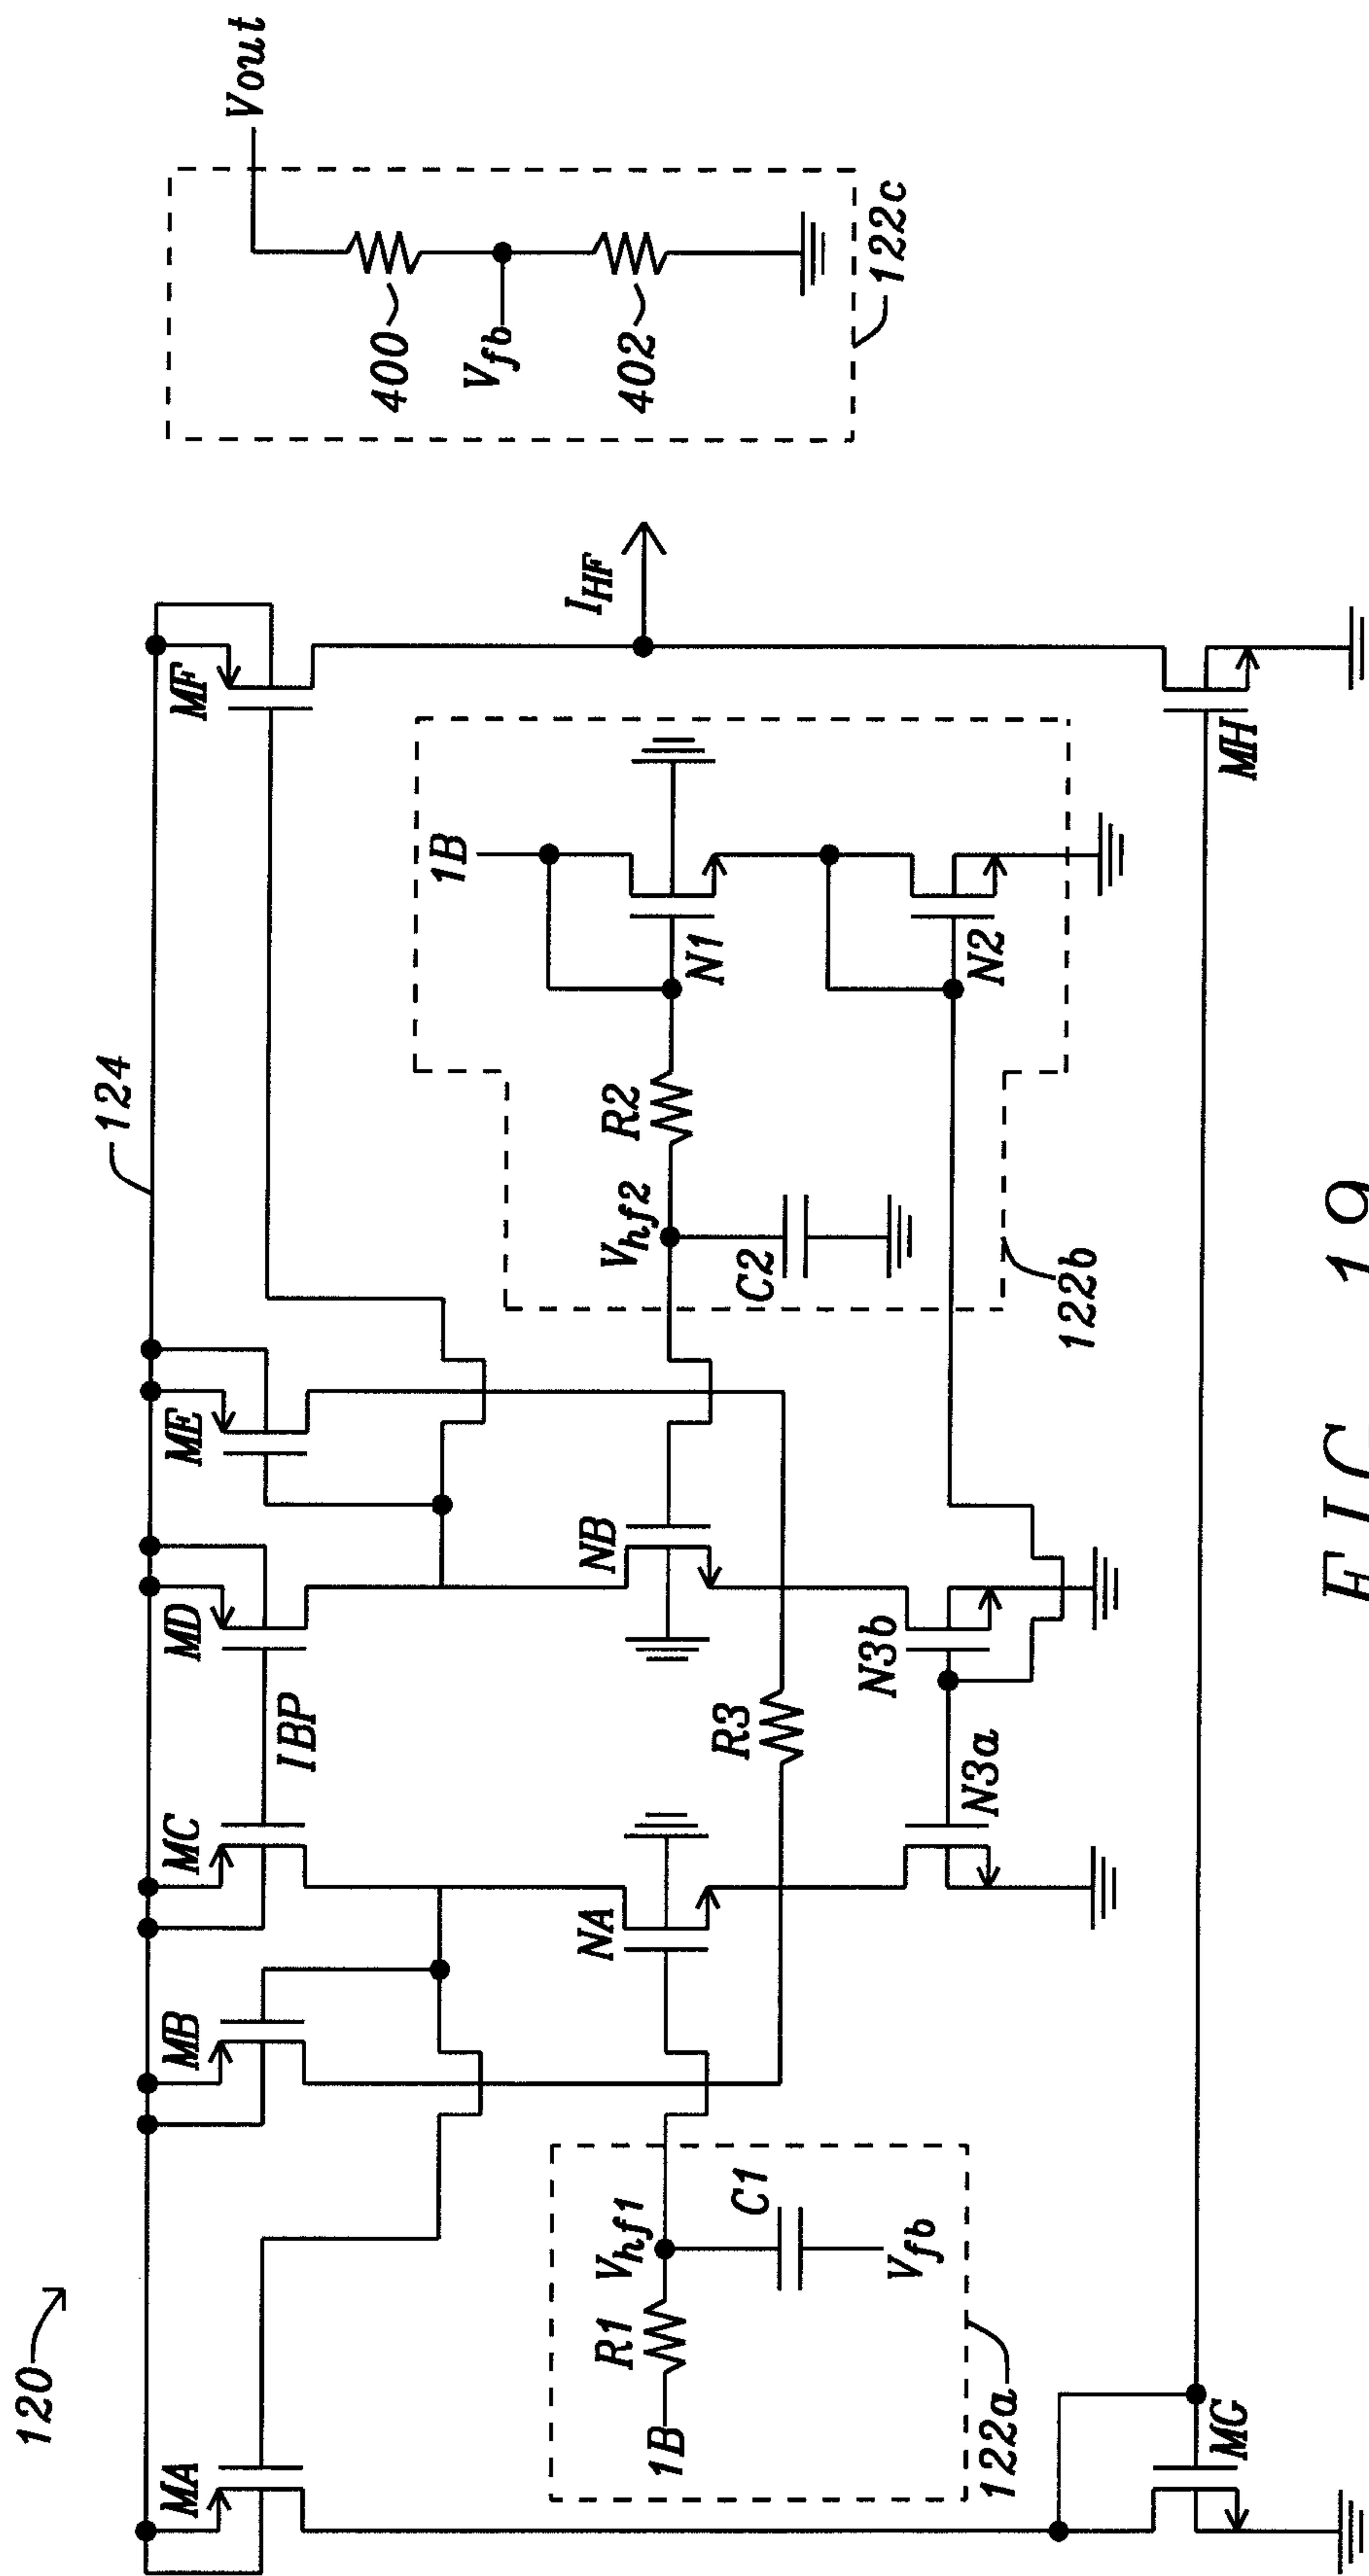 120
124
MA
MB
MC
MD
ME
MF
IBP
Vout
400
Vfb
402
122c
IHF
1B
R1
Vhf1
C1
Vfb
122a
NA
NB
R3
N3a
N3b
Vhf2
R2
C2
1B
N1
N2
122b
MG
MH
FIG. 19